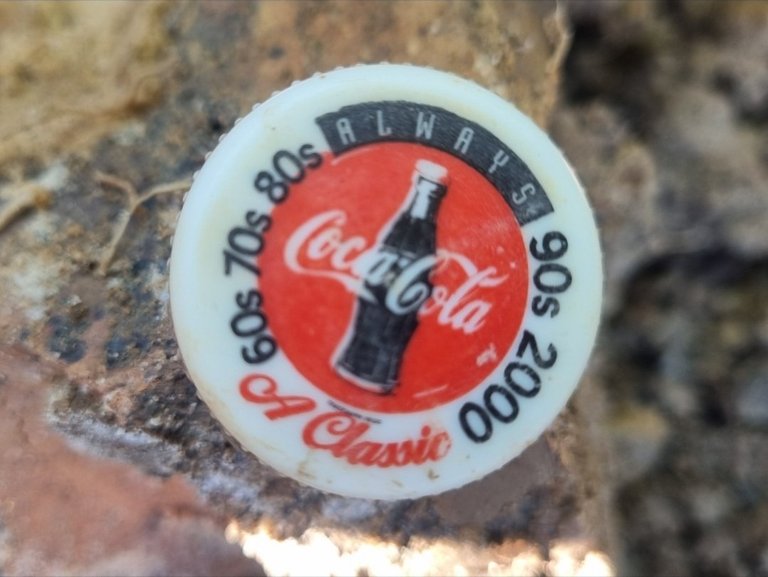 ALWAYS
60s 70s 80s
90s 2000
Coca-Cola
A Classic